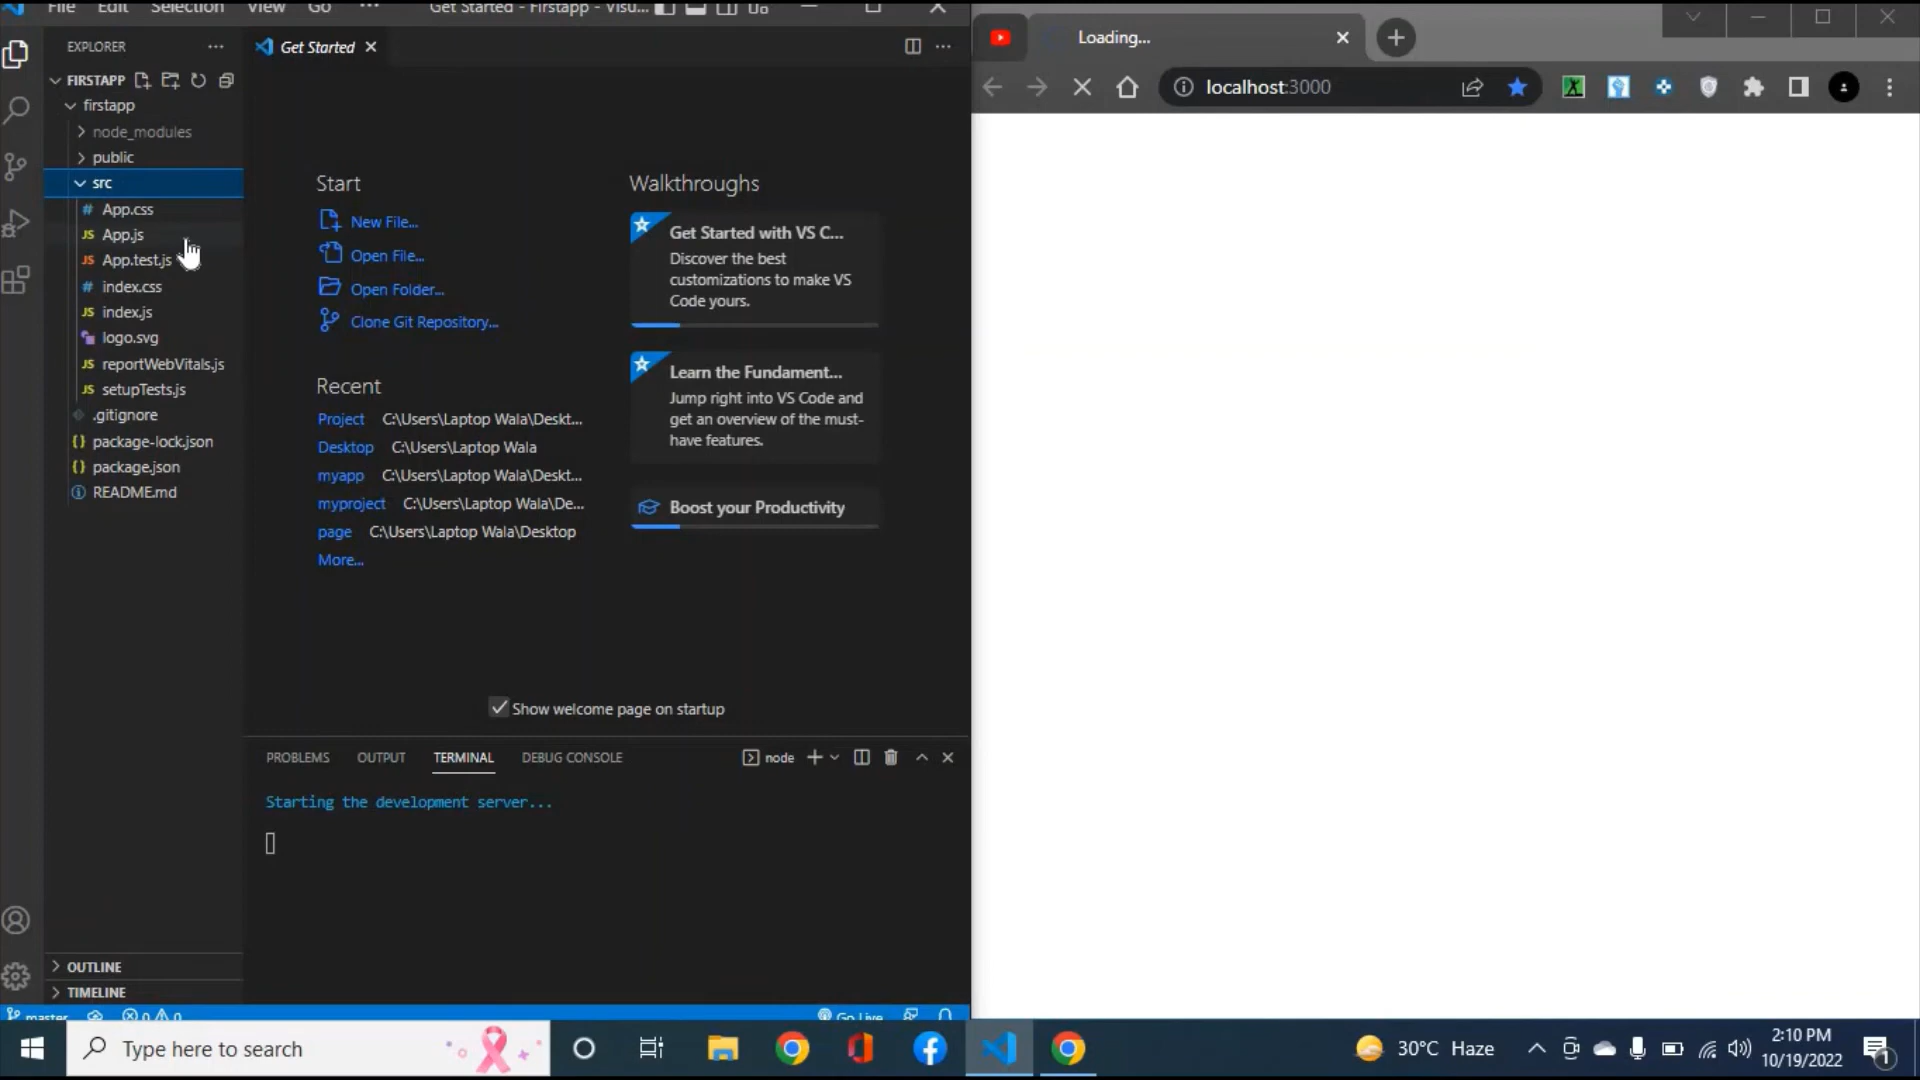 File Edit Selection View Go ··· Get Started - Firstapp - Visu...
EXPLORER
FIRSTAPP
firstapp
node_modules
public
src
App.css
App.js
App.test.js
index.css
index.js
logo.svg
reportWebVitals.js
setupTests.js
.gitignore
package-lock.json
package.json
README.md
OUTLINE
TIMELINE
Get Started
Start
New File...
Open File...
Open Folder...
Clone Git Repository...
Recent
Project C:\Users\Laptop Wala\Deskt...
Desktop C:\Users\Laptop Wala
myapp C:\Users\Laptop Wala\Deskt...
myproject C:\Users\Laptop Wala\De...
page C:\Users\Laptop Wala\Desktop
More...
Walkthroughs
Get Started with VS C...
Discover the best
customizations to make VS
Code yours.
Learn the Fundament...
Jump right into VS Code and
get an overview of the must-
have features.
Boost your Productivity
Show welcome page on startup
PROBLEMS OUTPUT TERMINAL DEBUG CONSOLE node
Starting the development server...
master 0 0 Go Live
Loading...
localhost:3000
Type here to search
30°C Haze
2:10 PM
10/19/2022
1